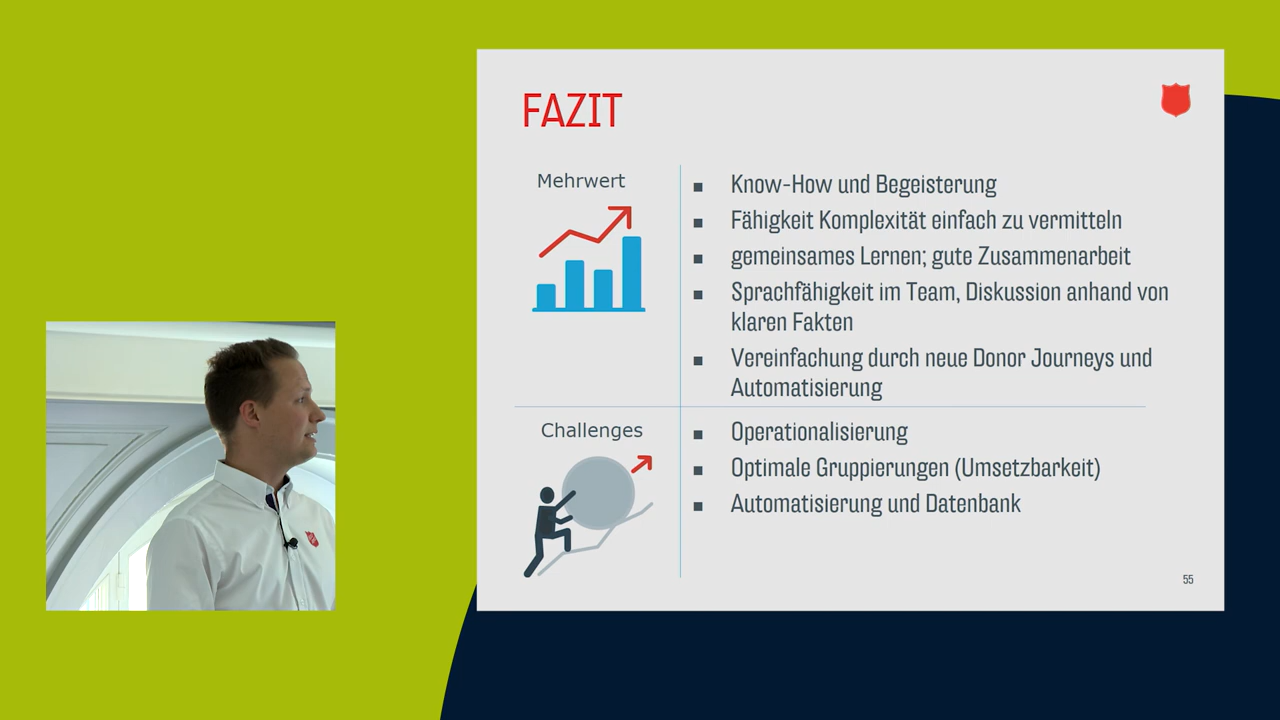 FAZIT
Mehrwert
Know-How und Begeisterung
Fähigkeit Komplexität einfach zu vermitteln
gemeinsames Lernen; gute Zusammenarbeit
Sprachfähigkeit im Team, Diskussion anhand von
klaren Fakten
Vereinfachung durch neue Donor Journeys und
Automatisierung
Challenges
Operationalisierung
Optimale Gruppierungen (Umsetzbarkeit)
Automatisierung und Datenbank
55